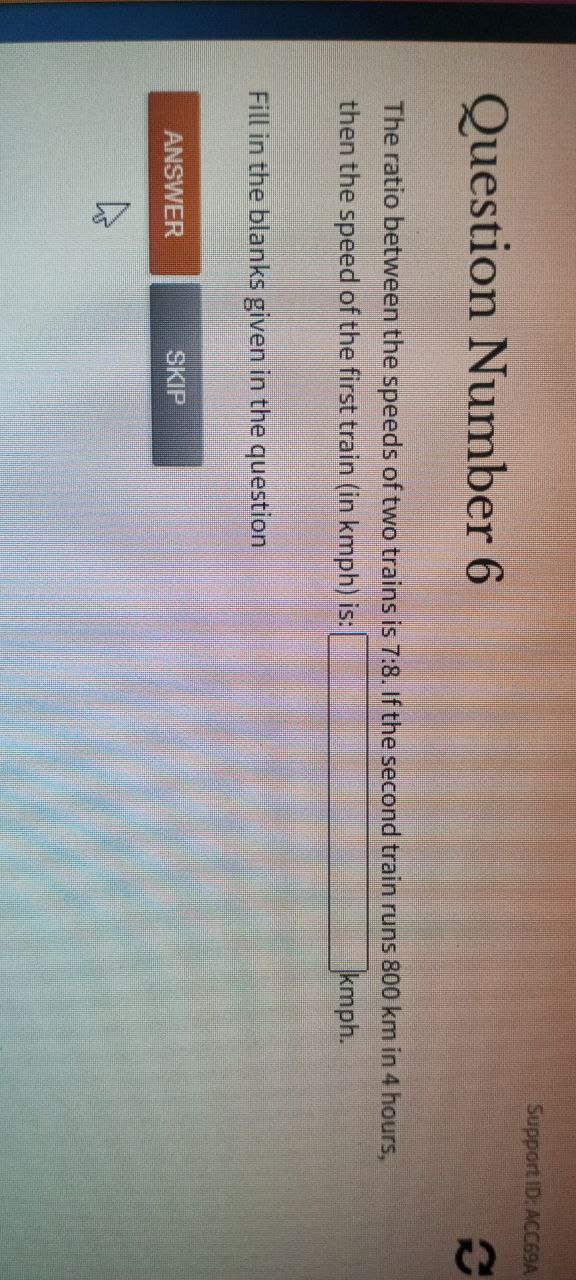 Support ID: ACC69A
Question Number 6
The ratio between the speeds of two trains is 7:8. If the second train runs 800 km in 4 hours,
then the speed of the first train (in kmph) is: kmph.
Fill in the blanks given in the question
ANSWER SKIP